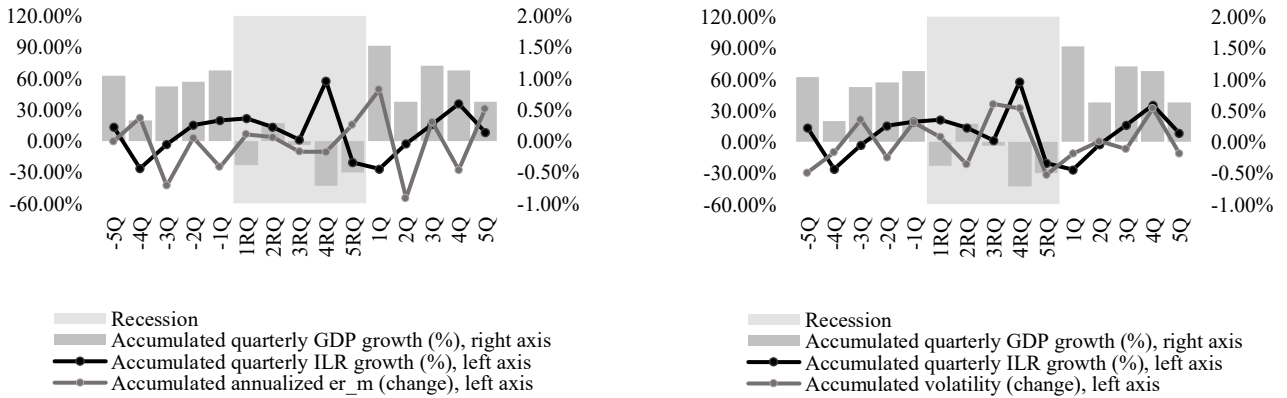 120.00%
90.00%
60.00%
30.00%
0.00%
-30.00%
-60.00%
2.00%
1.50%
1.00%
0.50%
0.00%
-0.50%
-1.00%
-5Q -4Q -3Q -2Q -1Q 1RQ 2RQ 3RQ 4RQ 5RQ 1Q 2Q 3Q 4Q 5Q
Recession
Accumulated quarterly GDP growth (%), right axis
Accumulated quarterly ILR growth (%), left axis
Accumulated annualized er_m (change), left axis
120.00%
90.00%
60.00%
30.00%
0.00%
-30.00%
-60.00%
2.00%
1.50%
1.00%
0.50%
0.00%
-0.50%
-1.00%
-5Q -4Q -3Q -2Q -1Q 1RQ 2RQ 3RQ 4RQ 5RQ 1Q 2Q 3Q 4Q 5Q
Recession
Accumulated quarterly GDP growth (%), right axis
Accumulated quarterly ILR growth (%), left axis
Accumulated volatility (change), left axis